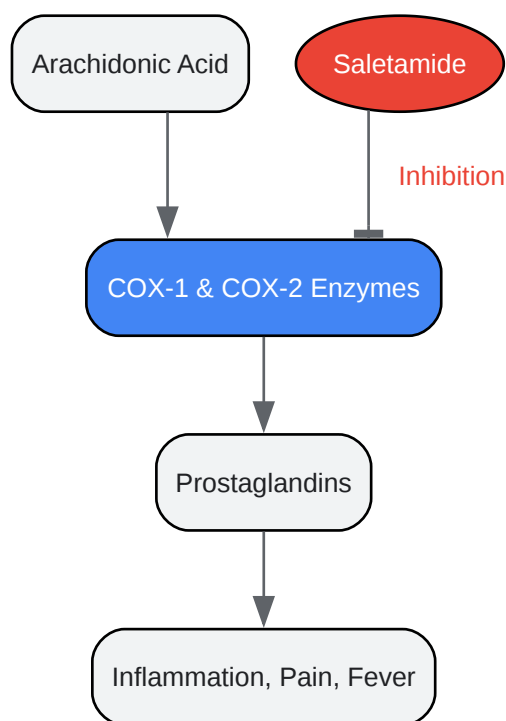 Arachidonic Acid
Saletamide
Inhibition
COX-1 & COX-2 Enzymes
Prostaglandins
Inflammation, Pain, Fever